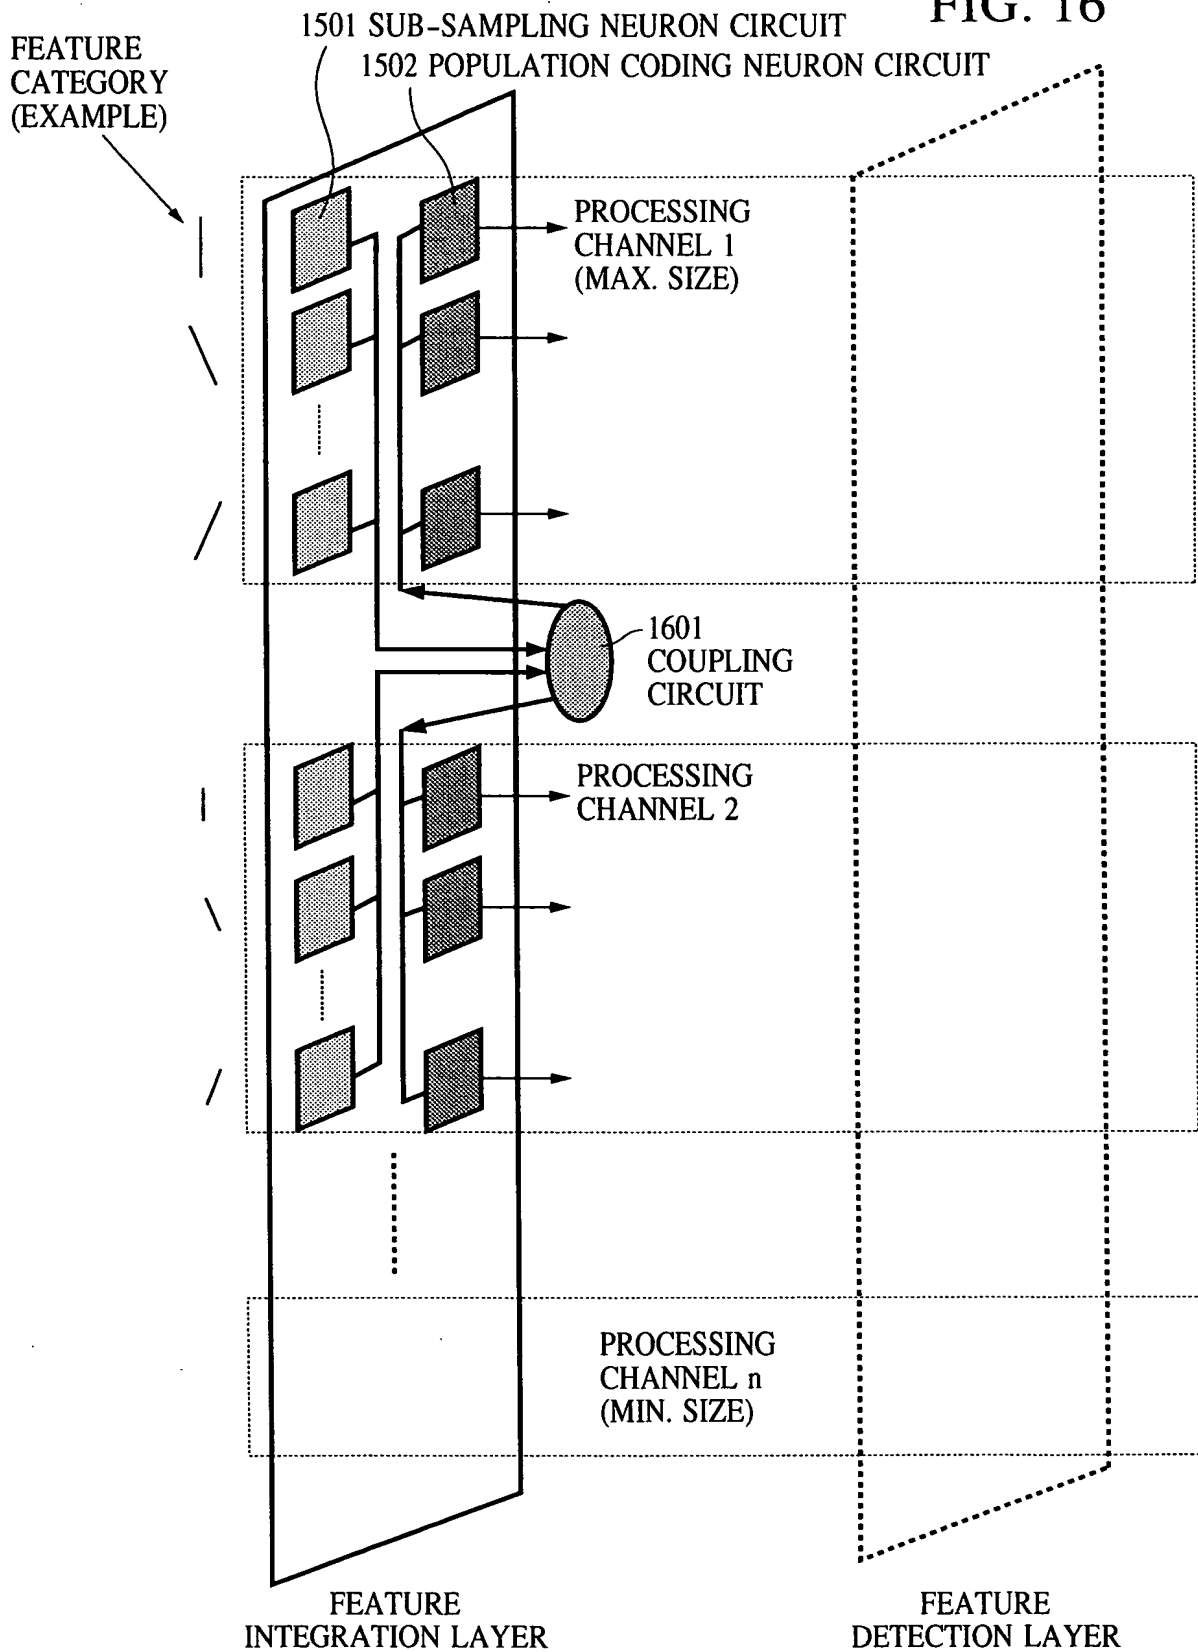 FIG. 16
1501 SUB-SAMPLING NEURON CIRCUIT
1502 POPULATION CODING NEURON CIRCUIT
FEATURE
CATEGORY
(EXAMPLE)
PROCESSING
CHANNEL 1
(MAX. SIZE)
1601
COUPLING
CIRCUIT
PROCESSING
CHANNEL 2
PROCESSING
CHANNEL n
(MIN. SIZE)
FEATURE
INTEGRATION LAYER
FEATURE
DETECTION LAYER